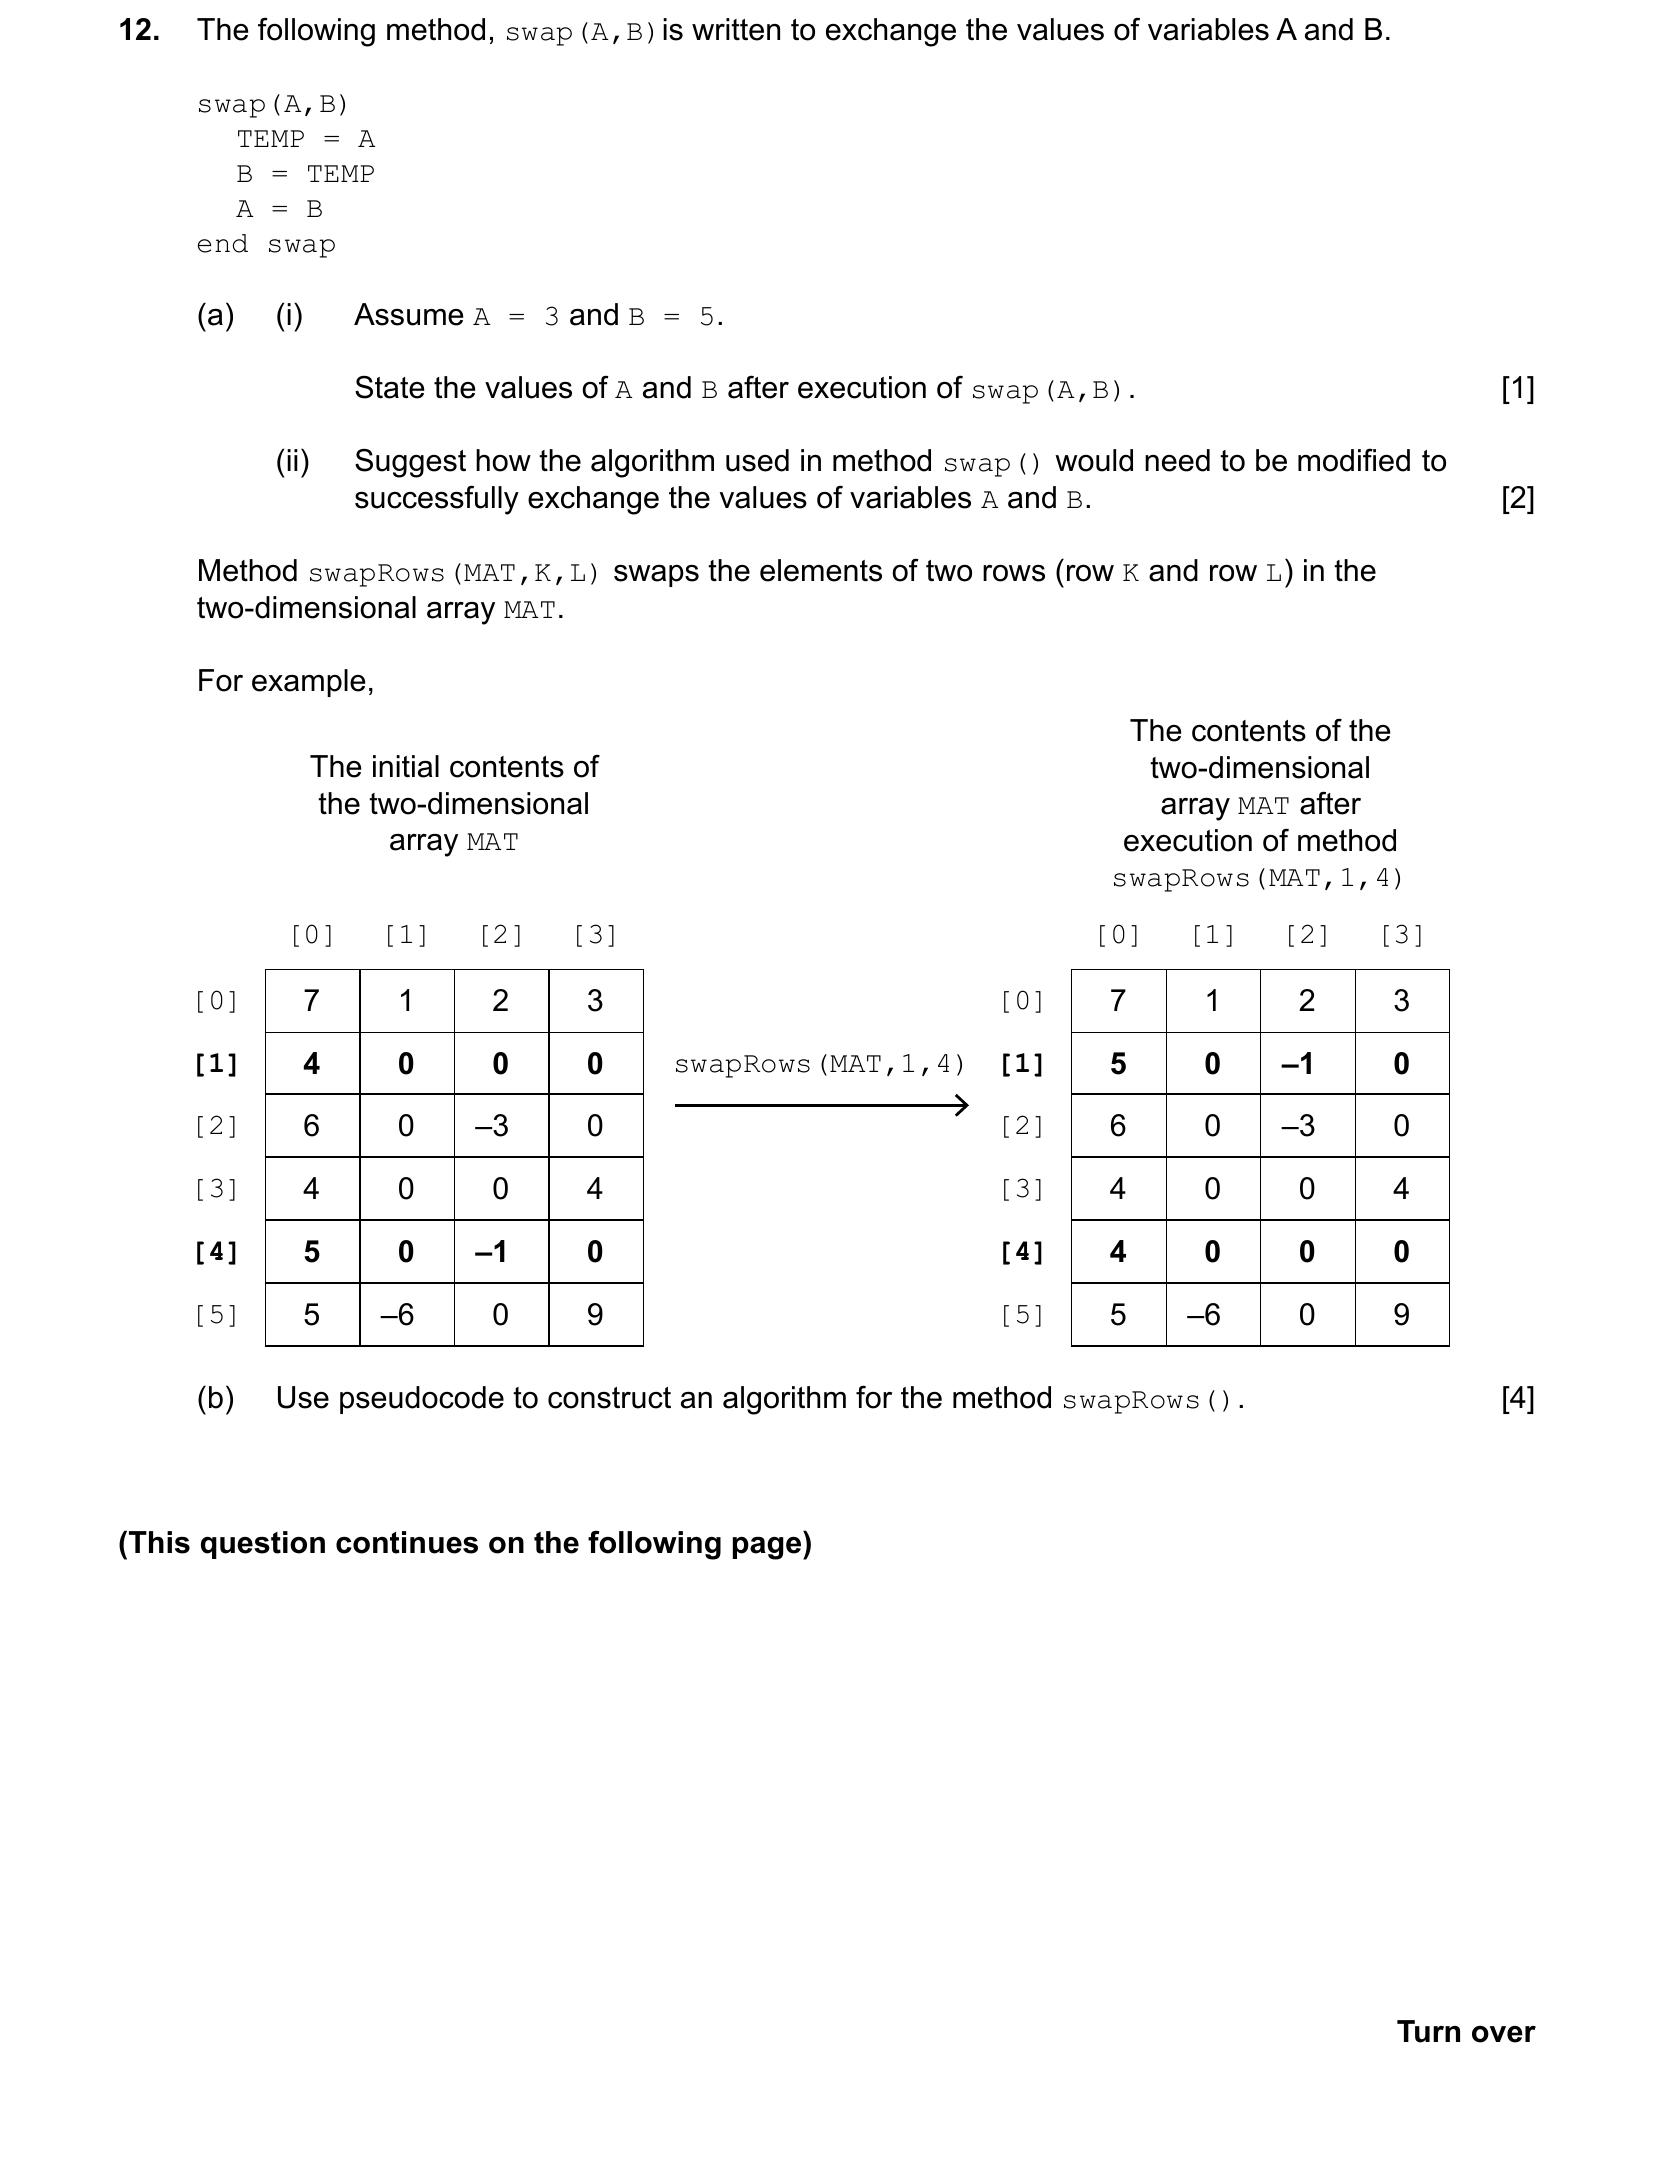 12. The following method, swap(A,B)is written to exchange the values of variables A and B.
swap(A,B)
TEMP = A
B = TEMP
A = B
end swap
(a) (i) Assume A = 3 and B = 5.
State the values of A and B after execution of swap(A,B). [1]
(ii) Suggest how the algorithm used in method swap() would need to be modified to
successfully exchange the values of variables A and B. [2]
Method swapRows(MAT,K,L) swaps the elements of two rows (row K and row L) in the
two-dimensional array MAT.
For example,
The initial contents of
the two-dimensional
array MAT
The contents of the
two-dimensional
array MAT after
execution of method
swapRows(MAT,1,4)
[0] [1] [2] [3] [0] [1] [2] [3]
[0] 7 1 2 3 [0] 7 1 2 3
[1] 4 0 0 0 swapRows(MAT,1,4) [1] 5 0 –1 0
[2] 6 0 –3 0 [2] 6 0 –3 0
[3] 4 0 0 4 [3] 4 0 0 4
[4] 5 0 –1 0 [4] 4 0 0 0
[5] 5 –6 0 9 [5] 5 –6 0 9
(b) Use pseudocode to construct an algorithm for the method swapRows(). [4]
(This question continues on the following page)
Turn over